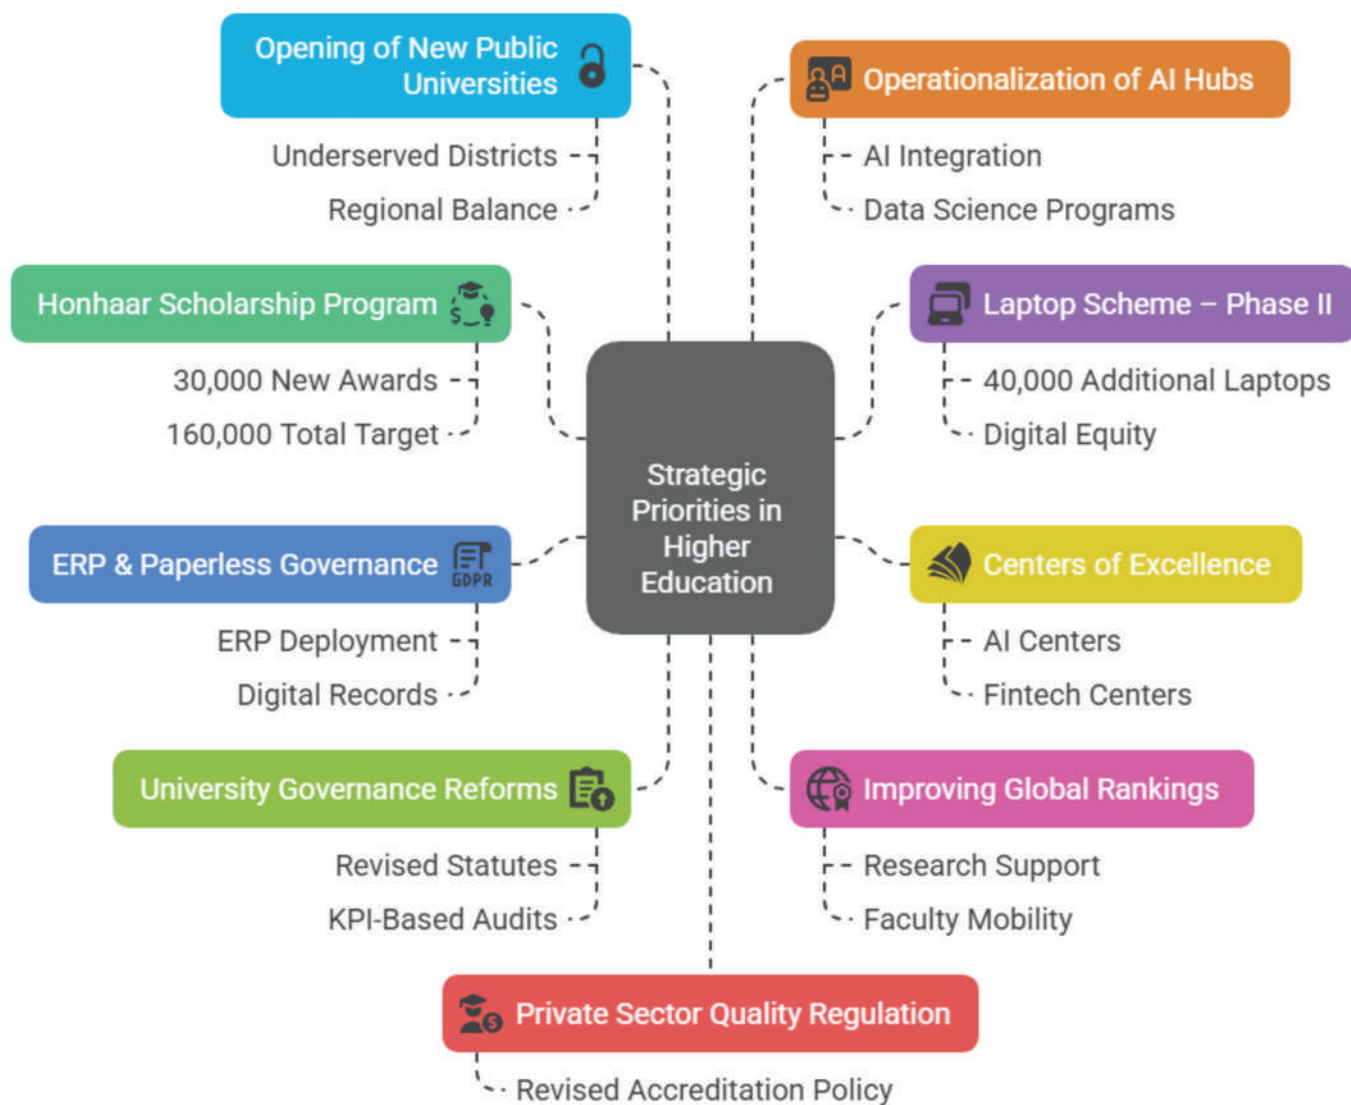 Opening of New Public
Universities
Underserved Districts
Regional Balance
Operationalization of AI Hubs
AI Integration
Data Science Programs
Honhaar Scholarship Program
$
30,000 New Awards
160,000 Total Target
Laptop Scheme – Phase II
40,000 Additional Laptops
Digital Equity
Strategic
Priorities in
Higher
Education
ERP & Paperless Governance
GDPR
ERP Deployment
Digital Records
Centers of Excellence
AI Centers
Fintech Centers
University Governance Reforms
Revised Statutes
KPI-Based Audits
Improving Global Rankings
Research Support
Faculty Mobility
$
Private Sector Quality Regulation
Revised Accreditation Policy